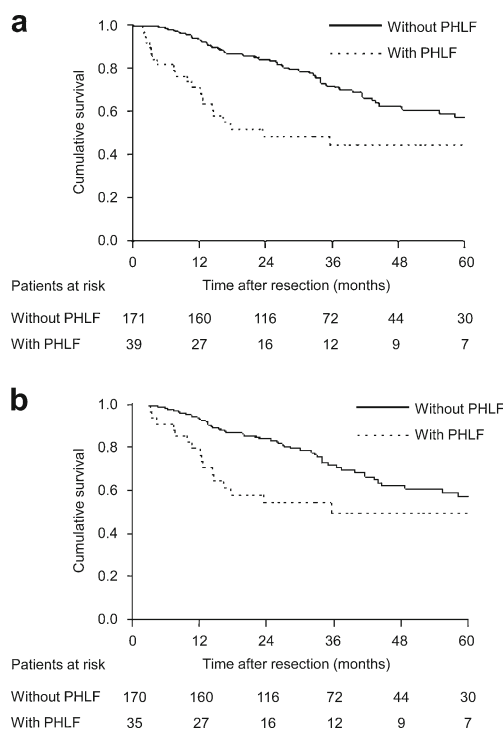 a
Without PHLF
With PHLF
Cumulative survival
1.0
0.8
0.6
0.4
0.2
0.0
0 12 24 36 48 60
Patients at risk Time after resection (months)
Without PHLF 171 160 116 72 44 30
With PHLF 39 27 16 12 9 7
b
Without PHLF
With PHLF
Cumulative survival
1.0
0.8
0.6
0.4
0.2
0.0
0 12 24 36 48 60
Patients at risk Time after resection (months)
Without PHLF 170 160 116 72 44 30
With PHLF 35 27 16 12 9 7